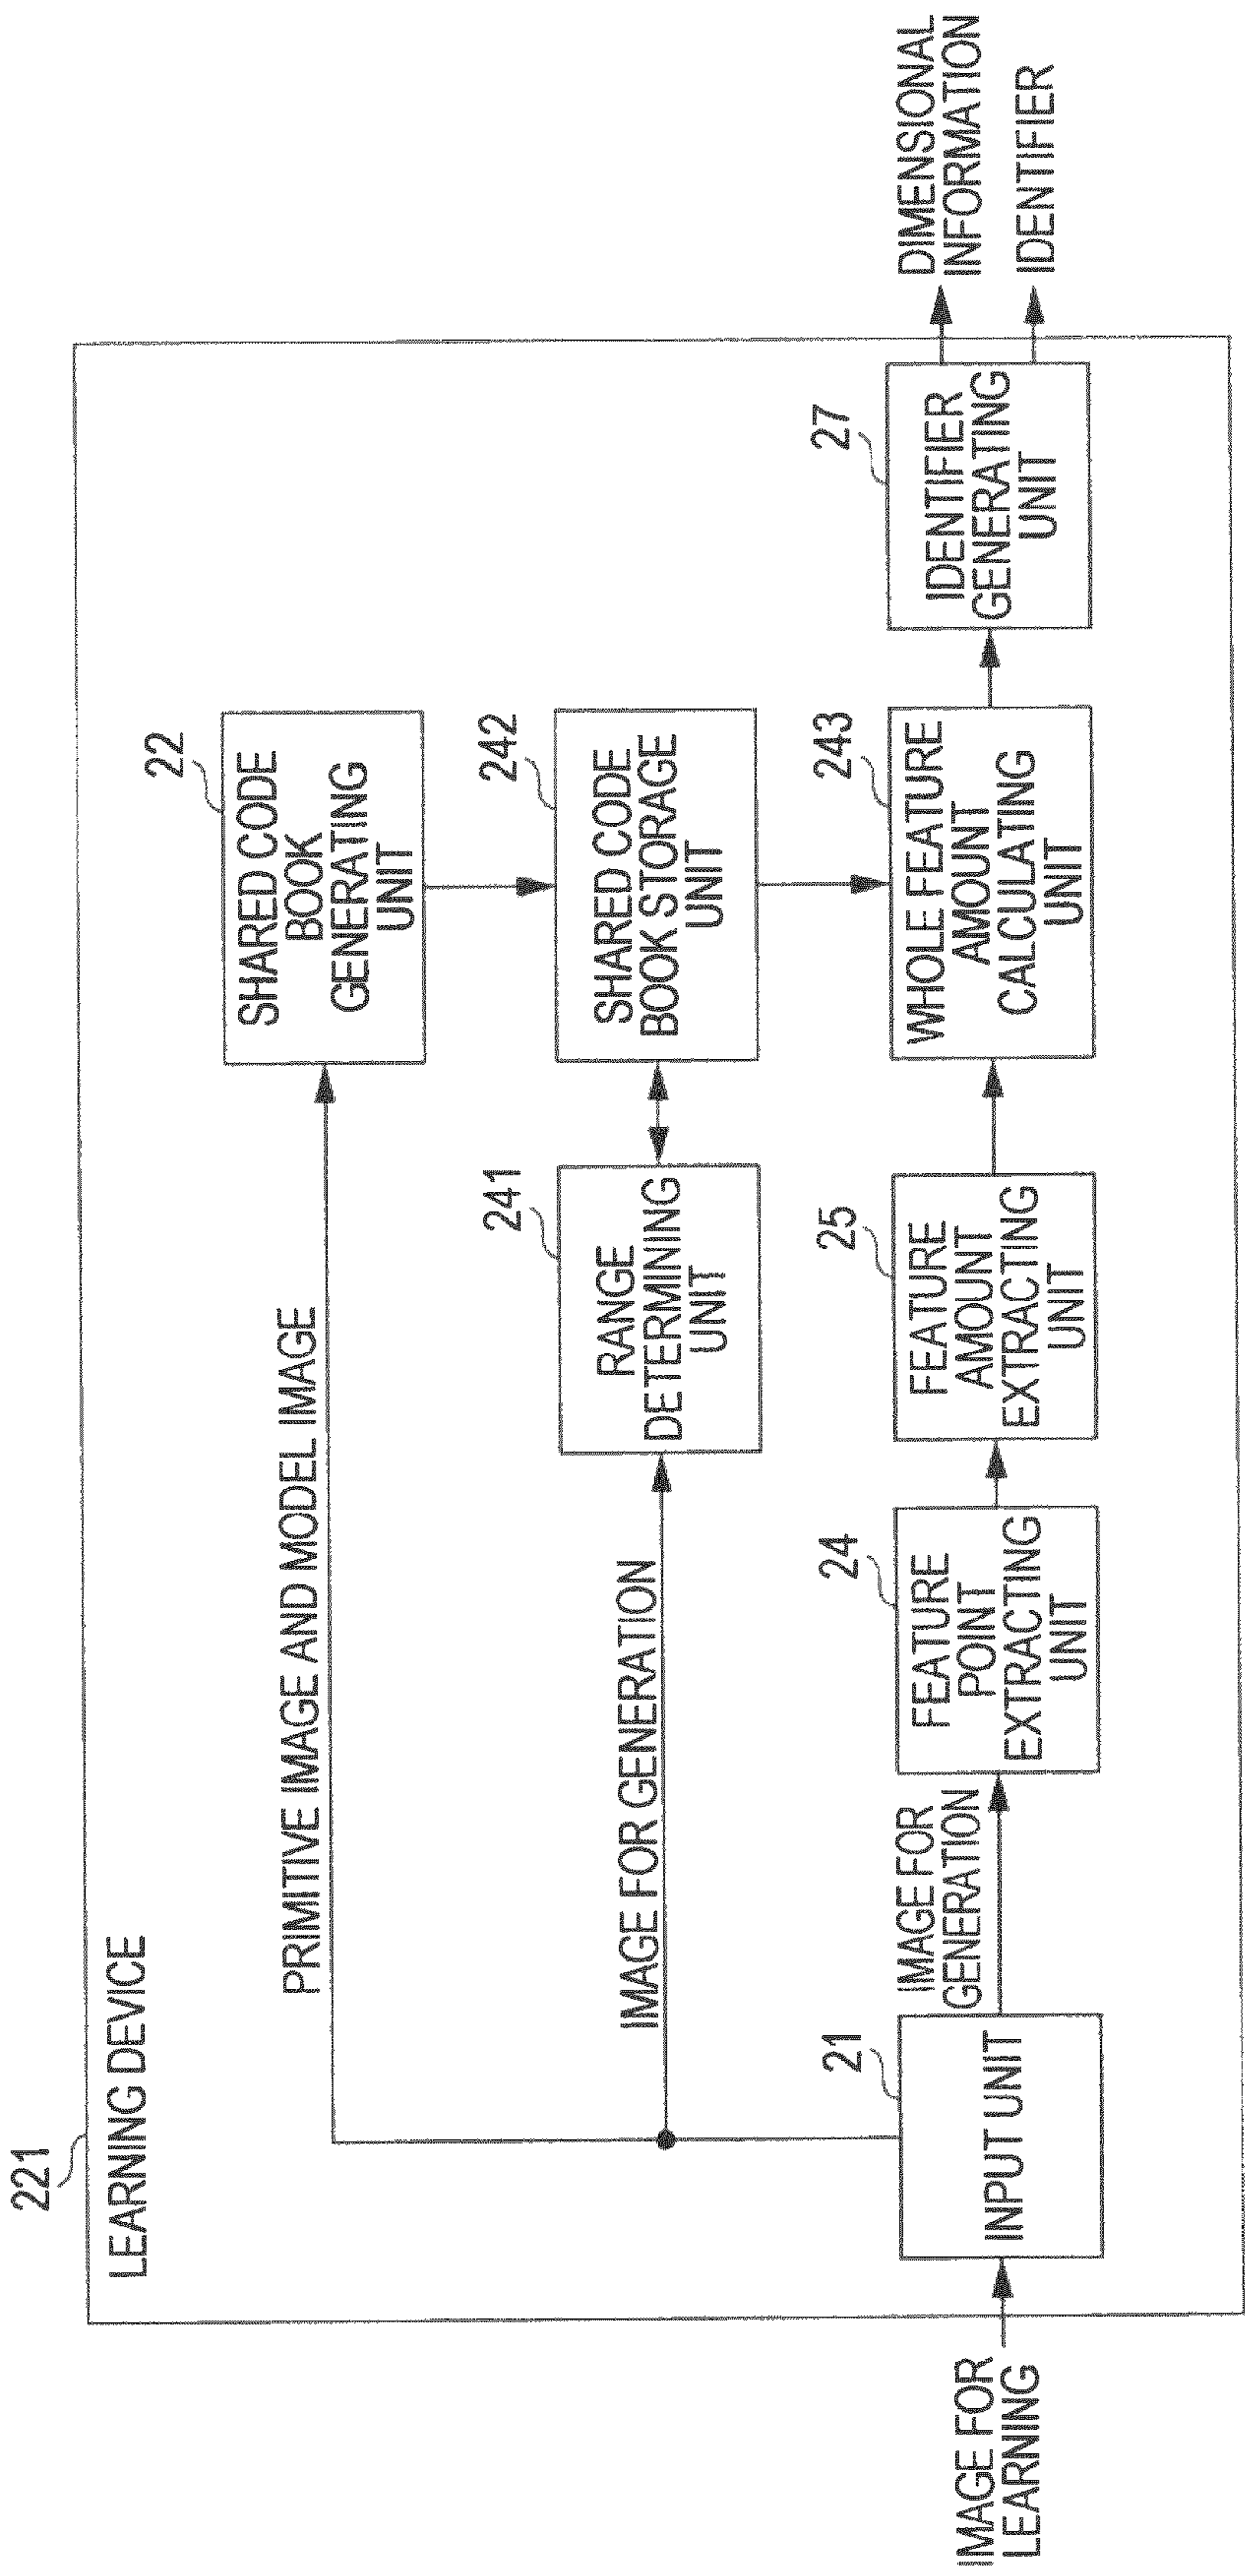 221
LEARNING DEVICE
PRIMITIVE IMAGE AND MODEL IMAGE
22
SHARED CODE
BOOK
GENERATING
UNIT
IMAGE FOR GENERATION
241
RANGE
DETERMINING
UNIT
242
SHARED CODE
BOOK STORAGE
UNIT
IMAGE FOR
LEARNING
21
INPUT UNIT
IMAGE FOR
GENERATION
24
FEATURE
POINT
EXTRACTING
UNIT
25
FEATURE
AMOUNT
EXTRACTING
UNIT
243
WHOLE FEATURE
AMOUNT
CALCULATING
UNIT
27
IDENTIFIER
GENERATING
UNIT
DIMENSIONAL
INFORMATION
IDENTIFIER